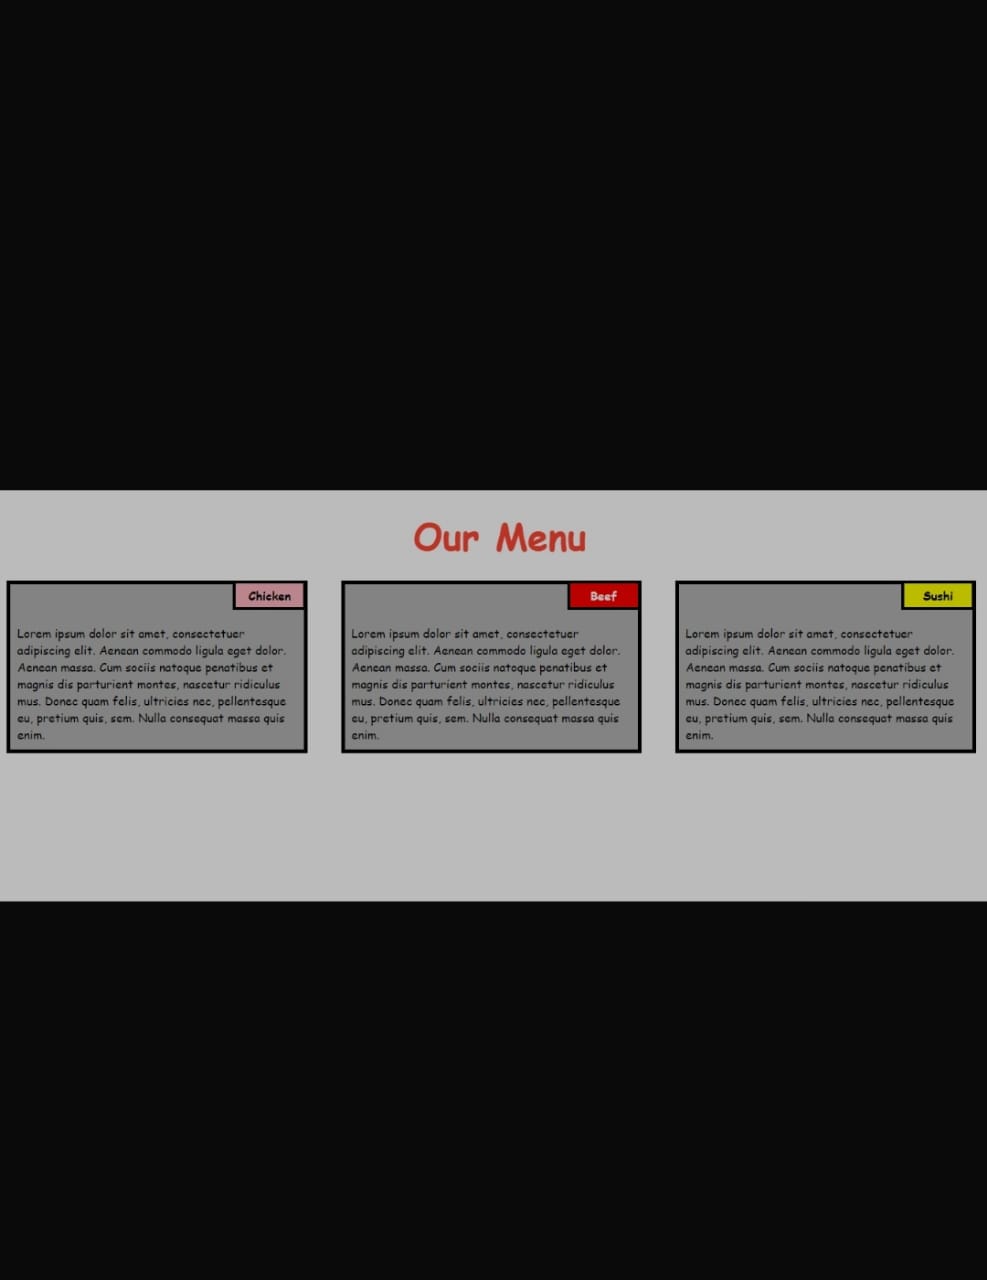 Our Menu
Chicken
Lorem ipsum dolor sit amet, consectetuer
adipiscing elit. Aenean commodo ligula eget dolor.
Aenean massa. Cum sociis natoque penatibus et
magnis dis parturient montes, nascetur ridiculus
mus. Donec quam felis, ultricies nec, pellentesque
eu, pretium quis, sem. Nulla consequat massa quis
enim.
Beef
Lorem ipsum dolor sit amet, consectetuer
adipiscing elit. Aenean commodo ligula eget dolor.
Aenean massa. Cum sociis natoque penatibus et
magnis dis parturient montes, nascetur ridiculus
mus. Donec quam felis, ultricies nec, pellentesque
eu, pretium quis, sem. Nulla consequat massa quis
enim.
Sushi
Lorem ipsum dolor sit amet, consectetuer
adipiscing elit. Aenean commodo ligula eget dolor.
Aenean massa. Cum sociis natoque penatibus et
magnis dis parturient montes, nascetur ridiculus
mus. Donec quam felis, ultricies nec, pellentesque
eu, pretium quis, sem. Nulla consequat massa quis
enim.